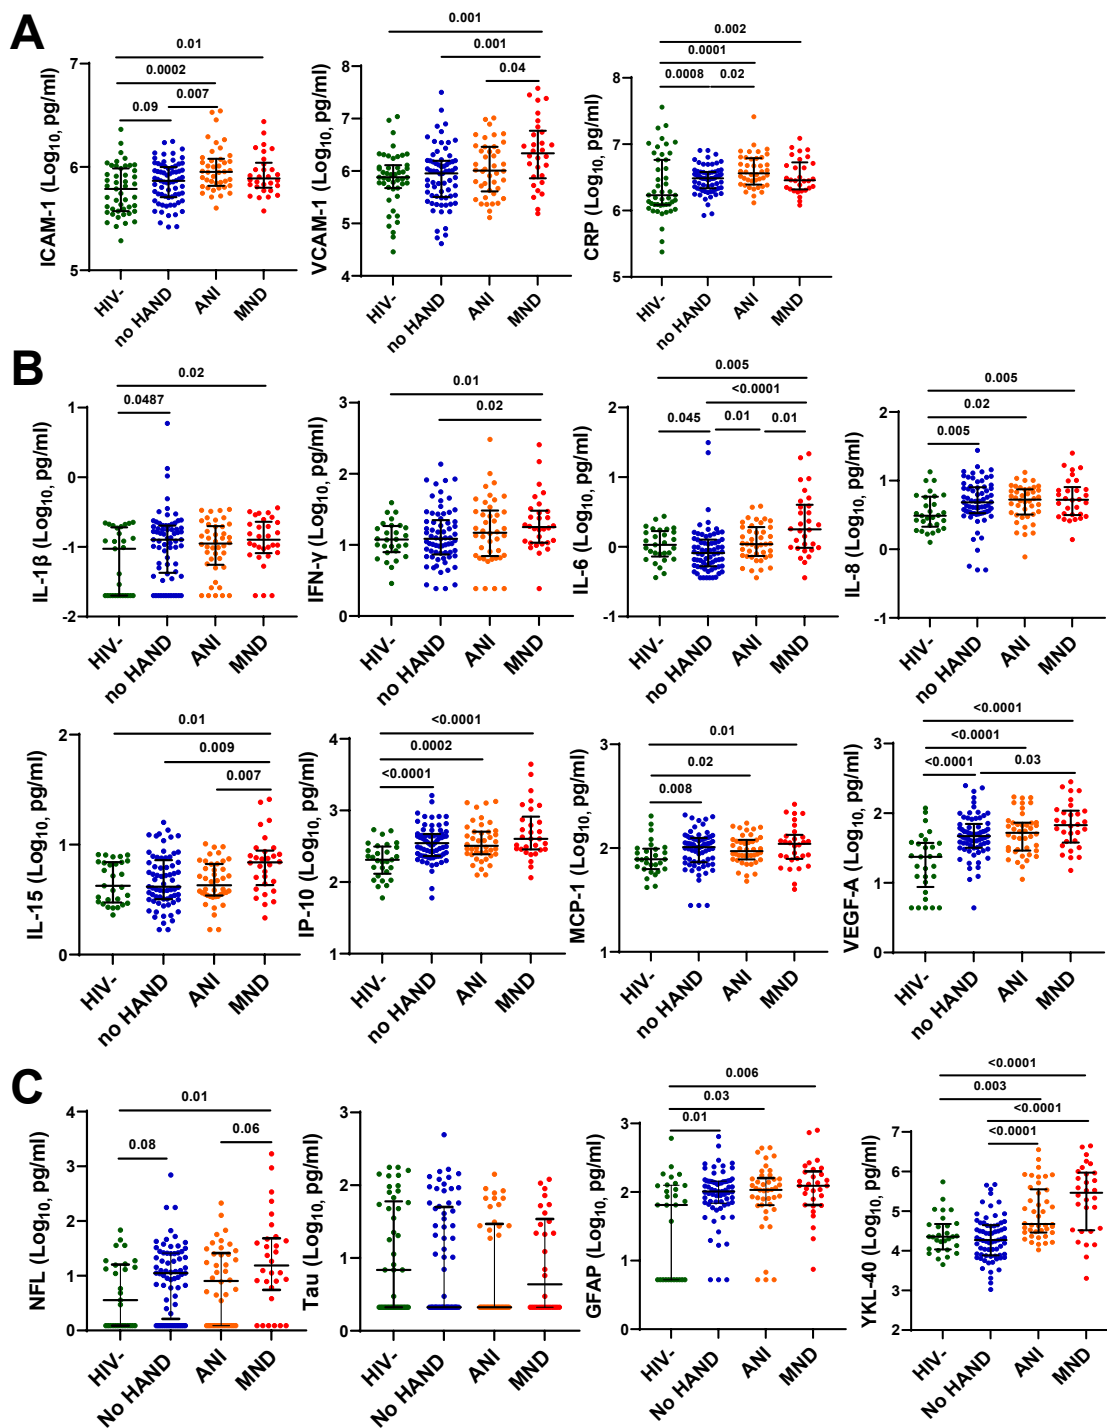 A
ICAM-1 (Log10, pg/ml)
0.01
0.0002
0.09
0.007
6
5
HIV-
no HAND
ANI
MND
VCAM-1 (Log10, pg/ml)
0.001
0.001
0.04
8
7
6
5
4
HIV-
no HAND
ANI
MND
CRP (Log10, pg/ml)
0.002
0.0001
0.0008
0.02
8
7
6
5
HIV-
no HAND
ANI
MND
B
IL-1β (Log10, pg/ml)
0.02
0.0487
1
0
-1
-2
HIV-
no HAND
ANI
MND
IFN-γ (Log10, pg/ml)
0.01
0.02
3
2
1
0
HIV-
no HAND
ANI
MND
IL-6 (Log10, pg/ml)
0.005
<0.0001
0.045
0.01
0.01
2
1
0
-1
HIV-
no HAND
ANI
MND
IL-8 (Log10, pg/ml)
0.005
0.02
0.005
2
1
0
-1
HIV-
no HAND
ANI
MND
IL-15 (Log10, pg/ml)
0.01
0.009
0.007
2
1
0
HIV-
no HAND
ANI
MND
IP-10 (Log10, pg/ml)
<0.0001
0.0002
<0.0001
4
3
2
1
HIV-
no HAND
ANI
MND
MCP-1 (Log10, pg/ml)
0.01
0.02
0.008
3
2
1
HIV-
no HAND
ANI
MND
VEGF-A (Log10, pg/ml)
<0.0001
<0.0001
<0.0001
0.03
3
2
1
0
HIV-
no HAND
ANI
MND
C
NFL (Log10, pg/ml)
0.01
0.08
0.06
4
3
2
1
0
HIV-
No HAND
ANI
MND
Tau (Log10, pg/ml)
3
2
1
0
HIV-
No HAND
ANI
MND
GFAP (Log10, pg/ml)
0.006
0.03
0.01
3
2
1
0
HIV-
No HAND
ANI
MND
YKL-40 (Log10, pg/ml)
<0.0001
0.003
<0.0001
<0.0001
7
6
5
4
3
2
HIV-
No HAND
ANI
MND